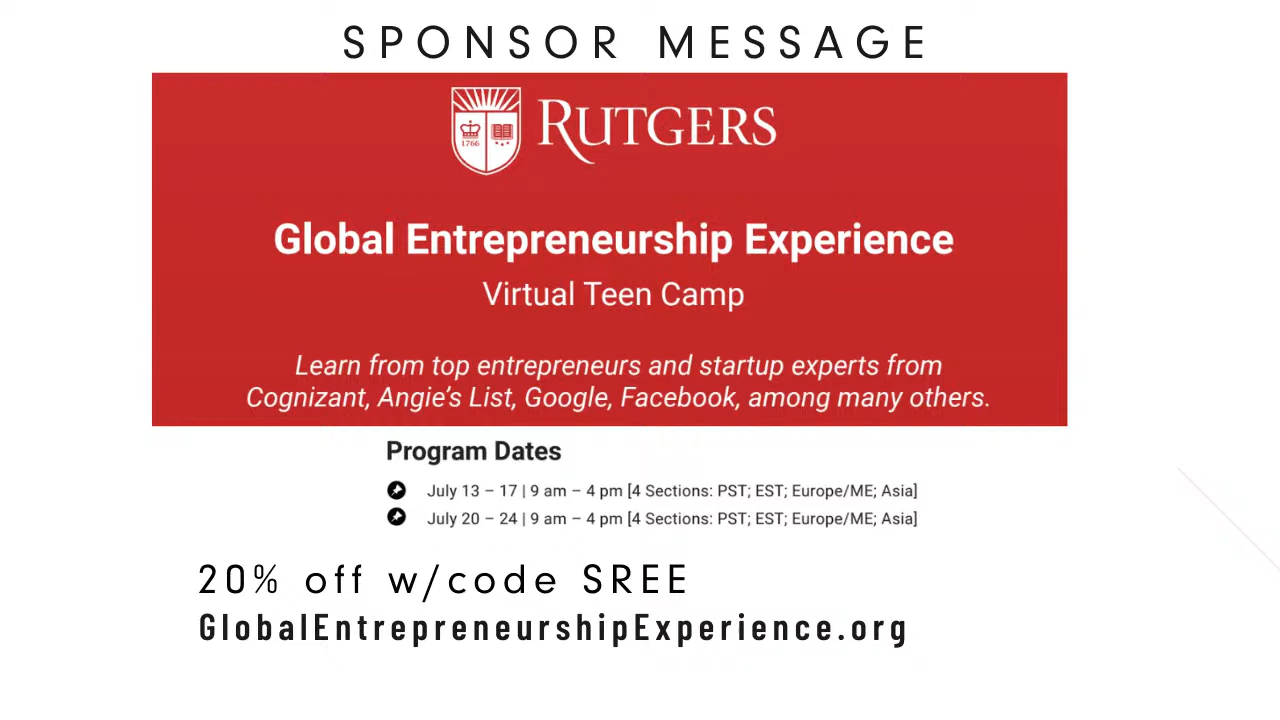 SPONSOR MESSAGE
1766
RUTGERS
Global Entrepreneurship Experience
Virtual Teen Camp
Learn from top entrepreneurs and startup experts from
Cognizant, Angie's List, Google, Facebook, among many others.
Program Dates
July 13 – 17 | 9 am – 4 pm [4 Sections: PST; EST; Europe/ME; Asia]
July 20 – 24 | 9 am – 4 pm [4 Sections: PST; EST; Europe/ME; Asia]
20% off w/code SREE
GlobalEntrepreneurshipExperience.org